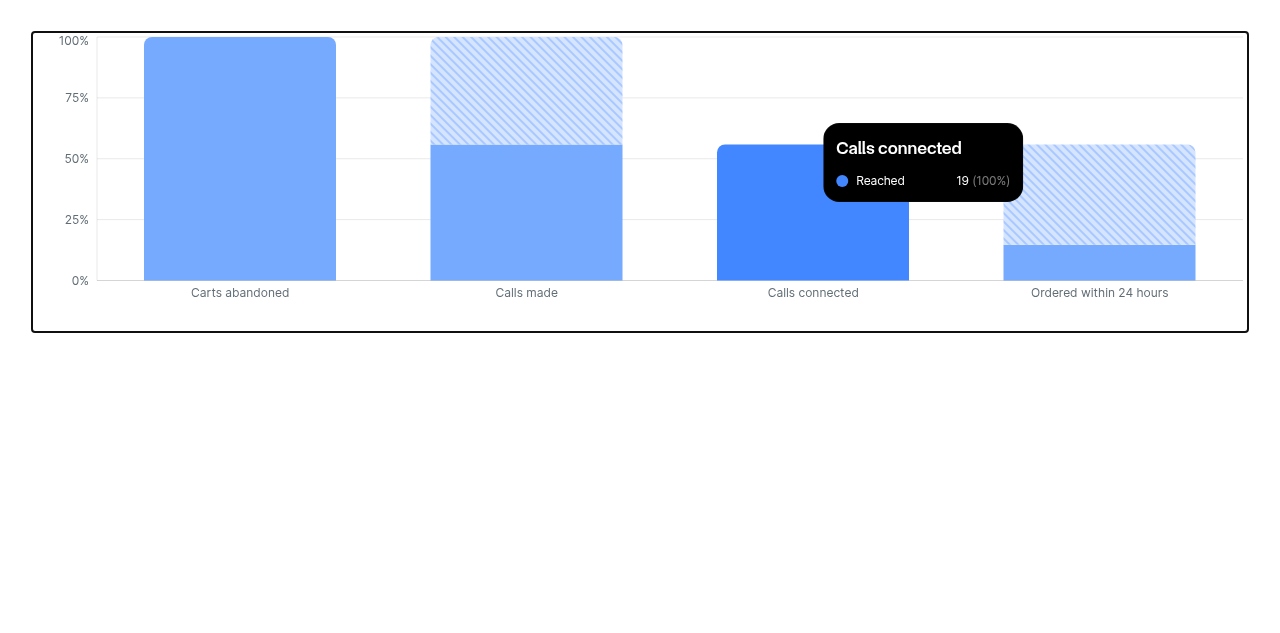 100%
75%
50%
25%
0%
Calls connected
Reached 19 (100%)
Carts abandoned
Calls made
Calls connected
Ordered within 24 hours